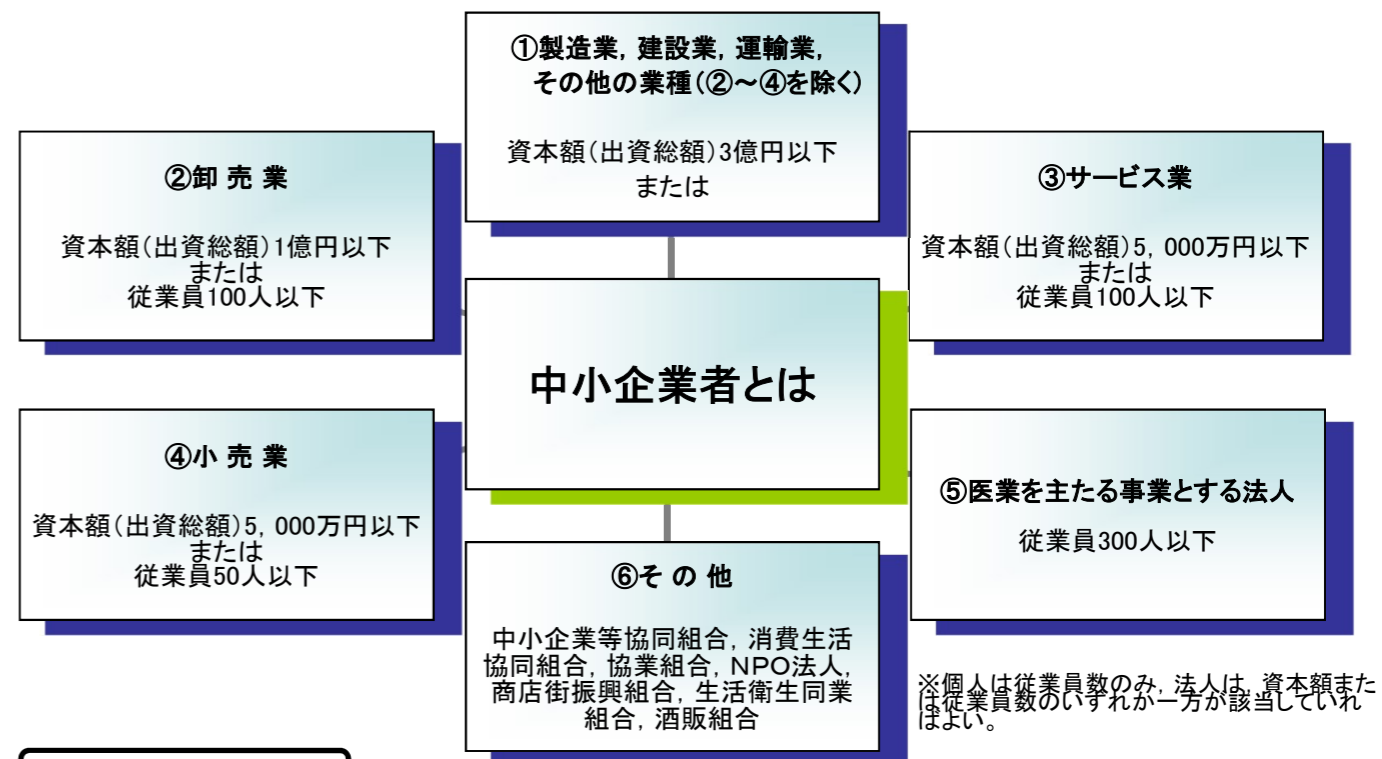 ①製造業，建設業，運輸業，
その他の業種（②～④を除く）
資本額（出資総額）3億円以下
または
②卸 売 業
資本額（出資総額）1億円以下
または
従業員100人以下
③サービス業
資本額（出資総額）5，000万円以下
または
従業員100人以下
中小企業者とは
④小 売 業
資本額（出資総額）5，000万円以下
または
従業員50人以下
⑤医業を主たる事業とする法人
従業員300人以下
⑥そ の 他
中小企業等協同組合，消費生活
協同組合，協業組合，NPO法人，
商店街振興組合，生活衛生同業
組合，酒販組合
※個人は従業員数のみ，法人は，資本額また
は従業員数のいずれか一方が該当していれ
ばよい。